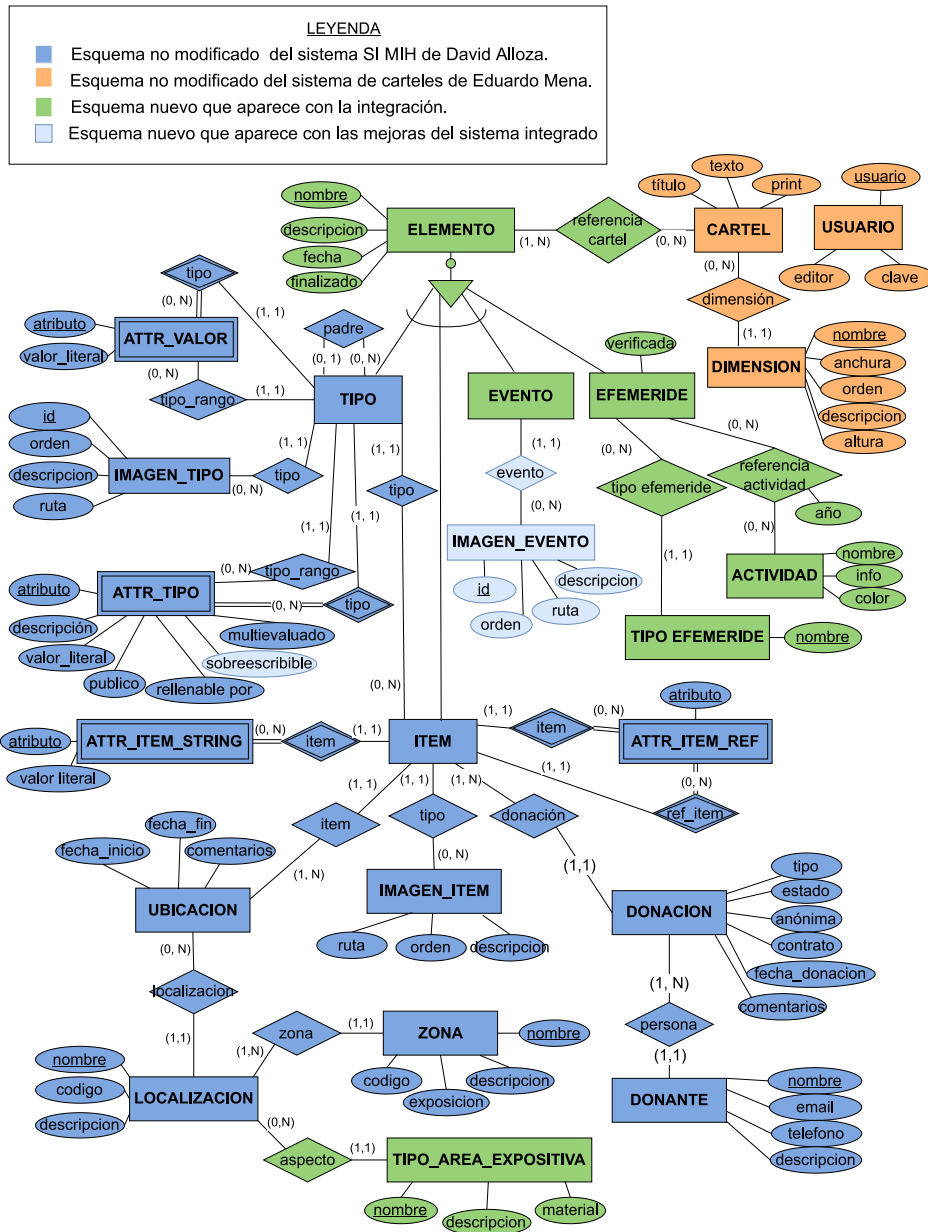 LEYENDA
Esquema no modificado del sistema SI MIH de David Alloza.
Esquema no modificado del sistema de carteles de Eduardo Mena.
Esquema nuevo que aparece con la integración.
Esquema nuevo que aparece con las mejoras del sistema integrado
texto
título
print
usuario
nombre
ELEMENTO
referencia
cartel
CARTEL
USUARIO
descripcion
(1, N)
(0, N)
fecha
finalizado
(0, N)
editor
clave
tipo
(0, N)
dimensión
(1, 1)
padre
atributo
ATTR_VALOR
(0, 1)
(0, N)
verificada
(1, 1)
nombre
valor_literal
anchura
(0, N)
DIMENSION
orden
tipo_rango
(1, 1)
TIPO
EVENTO
EFEMERIDE
descripcion
altura
id
orden
(1, 1)
(1, 1)
(1, 1)
(0, N)
(0, N)
descripcion
IMAGEN_TIPO
tipo
evento
referencia
actividad
ruta
(0, N)
tipo
tipo efemeride
año
(0, N)
(0, N)
(1, 1)
(1, 1)
IMAGEN_EVENTO
(1, 1)
nombre
(0, N)
tipo_rango
descripcion
ACTIVIDAD
info
atributo
ATTR_TIPO
id
ruta
color
(0, N)
tipo
orden
descripción
multievaluado
TIPO EFEMERIDE
nombre
valor_literal
sobreescribible
publico
rellenable por
(0, N)
atributo
(1, 1)
(0, N)
atributo
ATTR_ITEM_STRING
(0, N)
item
(1, 1)
ITEM
item
ATTR_ITEM_REF
valor literal
(1, 1)
(1, 1)
(1, N)
(1, 1)
(0, N)
fecha_fin
item
tipo
donación
ref_item
fecha_inicio
comentarios
(0, N)
(1,1)
tipo
(1, N)
estado
UBICACION
IMAGEN_ITEM
DONACION
anónima
ruta
orden
descripcion
contrato
(0, N)
fecha_donacion
localizacion
(1, N)
comentarios
zona
(1,1)
ZONA
nombre
persona
(1,1)
(1,N)
(1,1)
nombre
codigo
descripcion
nombre
codigo
LOCALIZACION
exposicion
DONANTE
email
descripcion
telefono
(0,N)
descripcion
aspecto
(1,1)
TIPO_AREA_EXPOSITIVA
nombre
descripcion
material